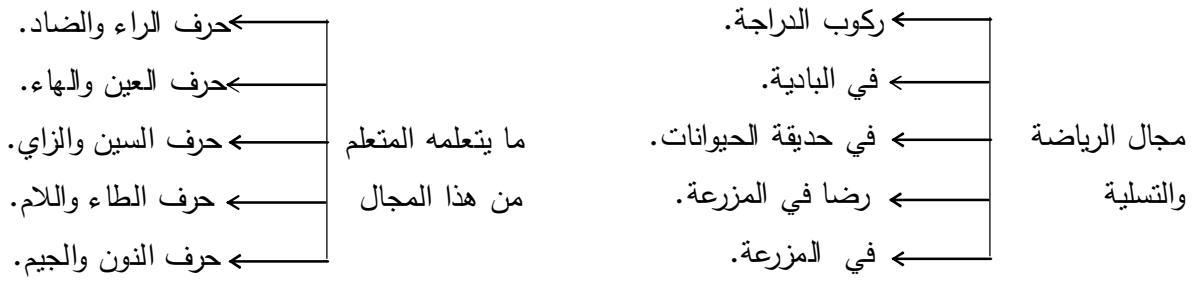 ركوب الدراجة.
في البادية.
مجال الرياضة
والتسلية
في حديقة الحيوانات.
رضا في المزرعة.
في المزرعة.
ما يتعلمه المتعلم
من هذا المجال
حرف الراء والضاد.
حرف العين والهاء.
حرف السين والزاي.
حرف الطاء واللام.
حرف النون والجيم.